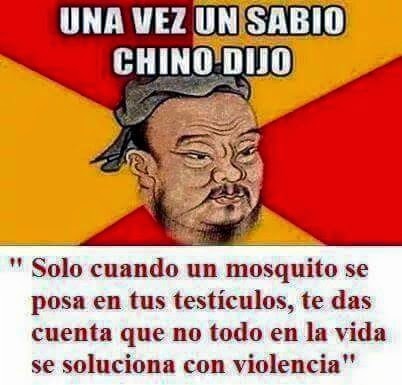 UNA VEZ UN SABIO
CHINO DIJO
" Solo cuando un mosquito se
posa en tus testículos, te das
cuenta que no todo en la vida
se soluciona con violencia"